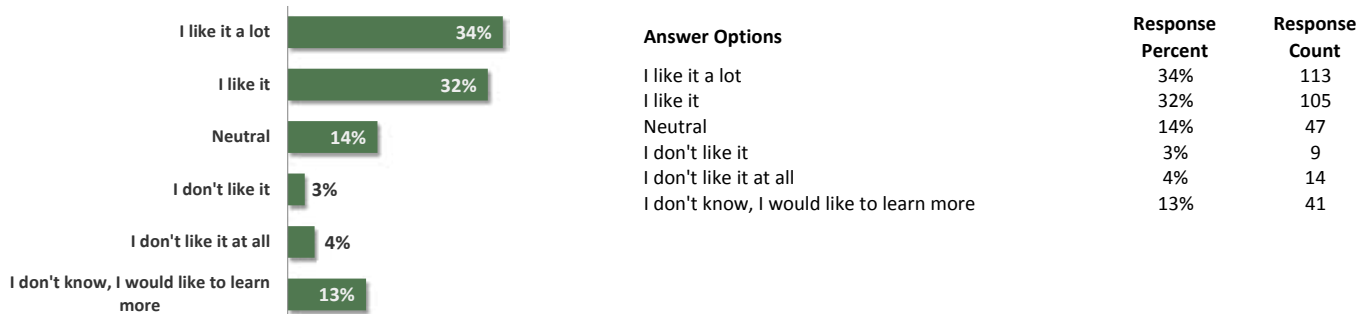 I like it a lot
34%
I like it
32%
Neutral
14%
I don't like it
3%
I don't like it at all
4%
I don't know, I would like to learn
more
13%
Answer Options Response Percent Response Count
I like it a lot 34% 113
I like it 32% 105
Neutral 14% 47
I don't like it 3% 9
I don't like it at all 4% 14
I don't know, I would like to learn more 13% 41